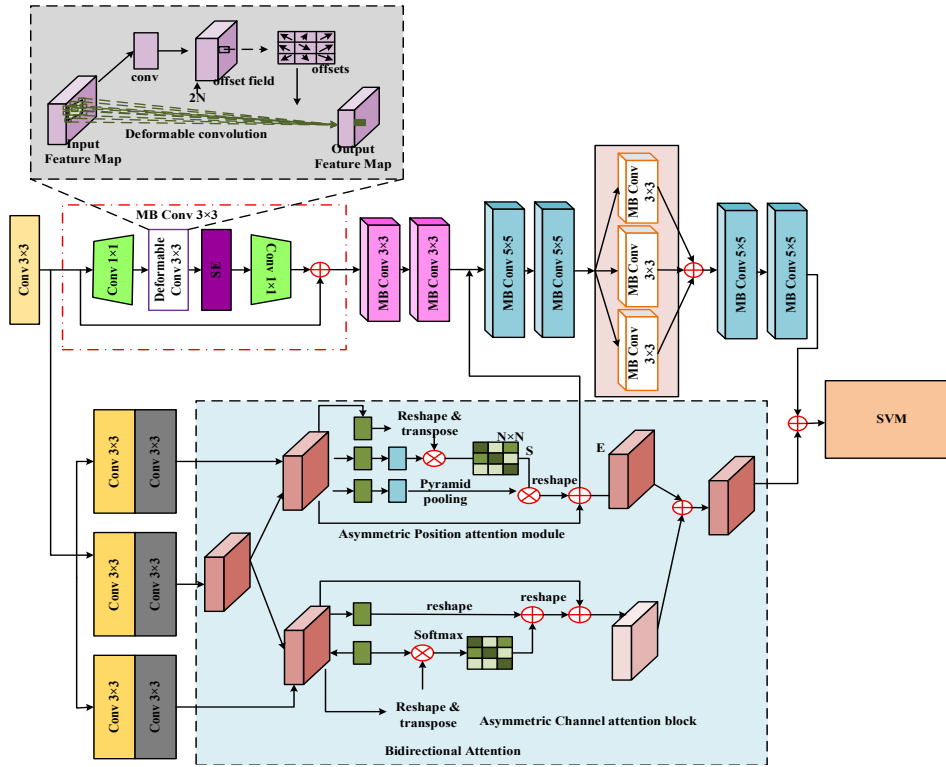 conv
offset field
offsets
2N
Deformable convolution
Input
Feature Map
Output
Feature Map
MB Conv 3×3
Conv 3×3
Conv 1×1
Deformable
Conv 3×3
SE
Conv 1×1
MB Conv 3×3
MB Conv 3×3
MB Conv 5×5
MB Conv 5×5
MB Conv
3×3
MB Conv
3×3
MB Conv
3×3
MB Conv 5×5
MB Conv 5×5
SVM
Conv 3×3
Conv 3×3
Reshape &
transpose
N×N
S
E
Pyramid
pooling
reshape
Asymmetric Position attention module
Conv 3×3
Conv 3×3
reshape
reshape
Softmax
Conv 3×3
Conv 3×3
Reshape &
transpose
Asymmetric Channel attention block
Bidirectional Attention